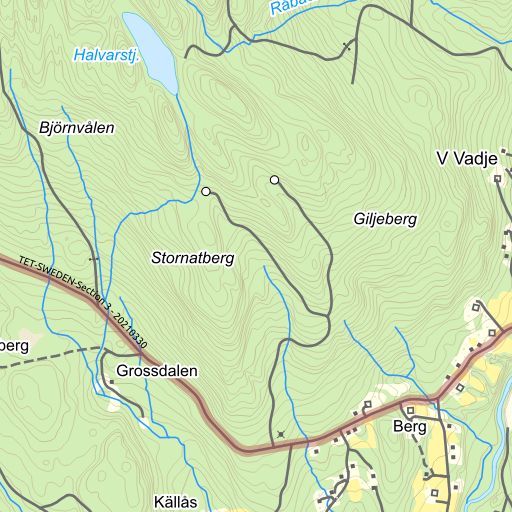 Halvarstj.
Björnvålen
V Vadje
Giljeberg
Stornatberg
TET-SWEDEN-Section 3 - 20210330
berg
Grossdalen
Berg
Källås